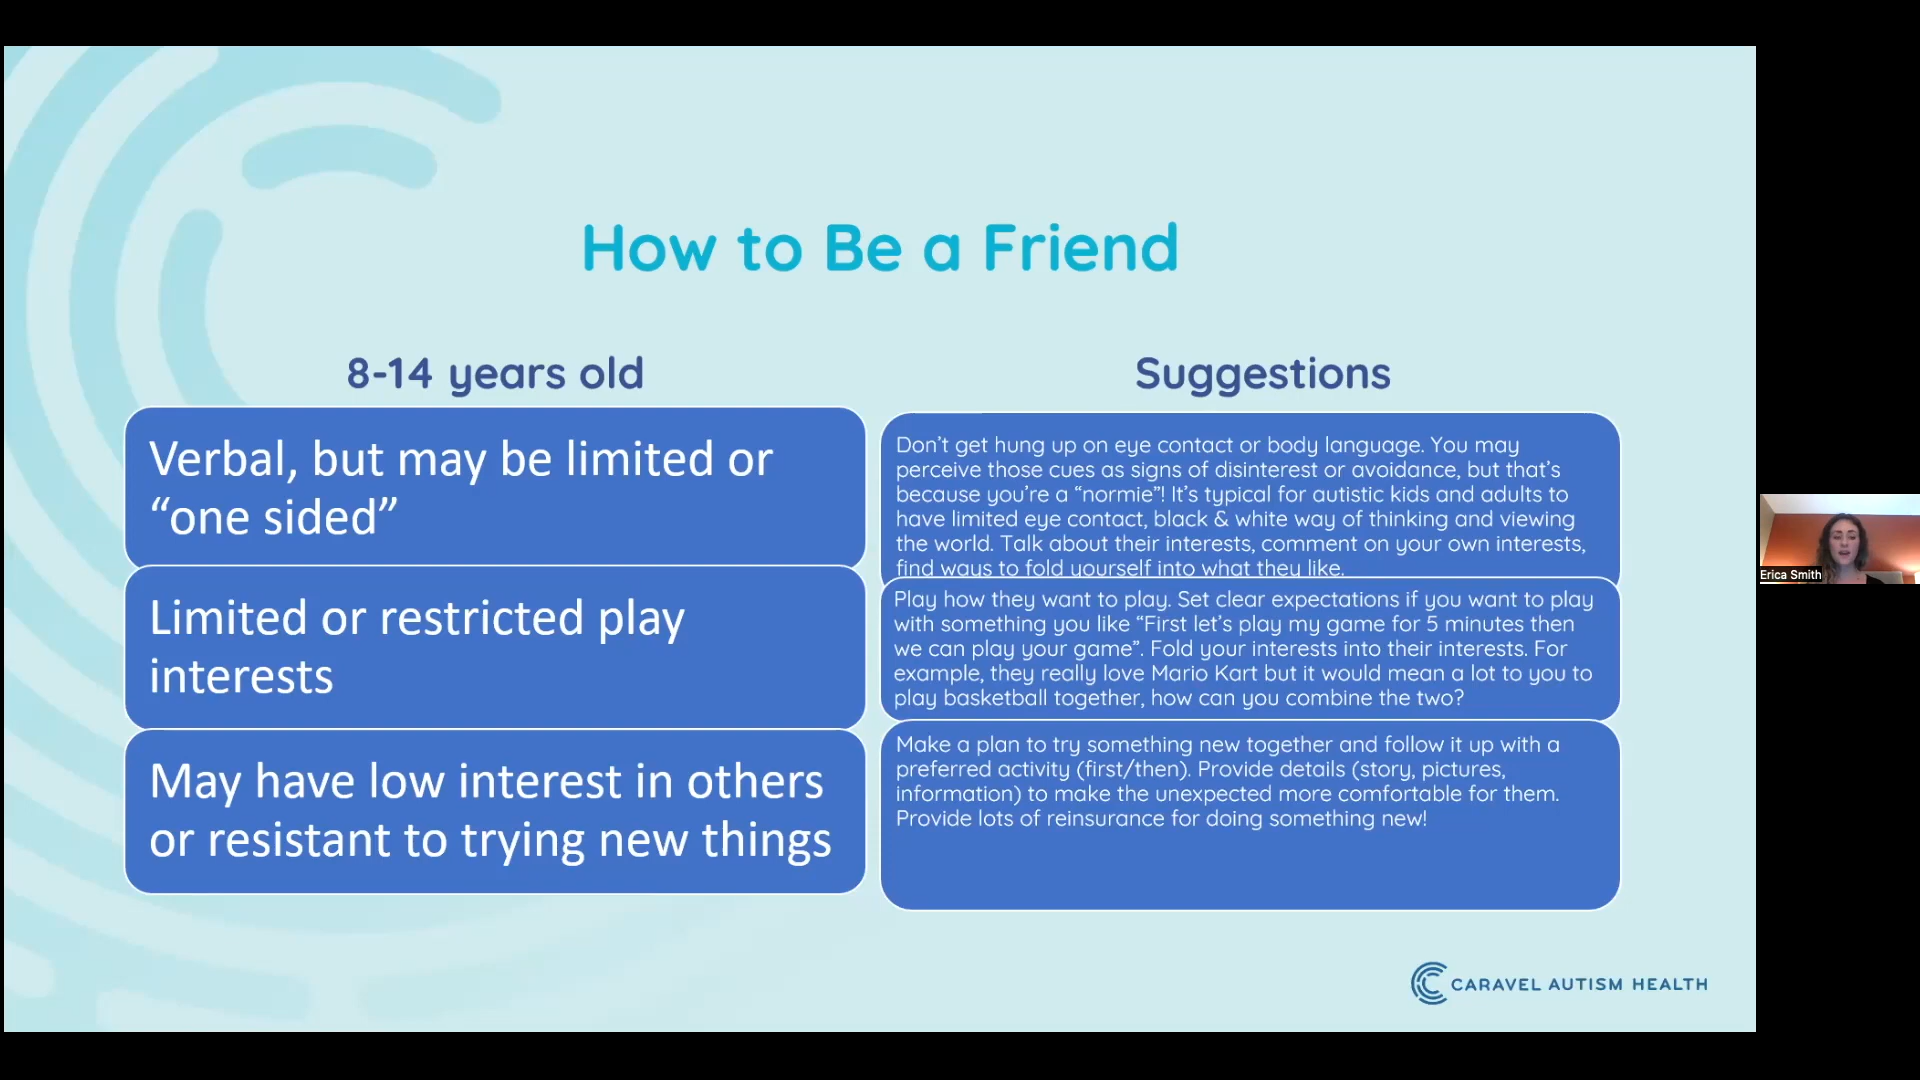 How to Be a Friend
8-14 years old
Verbal, but may be limited or
“one sided”
Limited or restricted play
interests
May have low interest in others
or resistant to trying new things
Suggestions
Don’t get hung up on eye contact or body language. You may
perceive those cues as signs of disinterest or avoidance, but that’s
because you’re a “normie”! It’s typical for autistic kids and adults to
have limited eye contact, black & white way of thinking and viewing
the world. Talk about their interests, comment on your own interests,
find ways to fold yourself into what they like.
Play how they want to play. Set clear expectations if you want to play
with something you like “First let’s play my game for 5 minutes then
we can play your game”. Fold your interests into their interests. For
example, they really love Mario Kart but it would mean a lot to you to
play basketball together, how can you combine the two?
Make a plan to try something new together and follow it up with a
preferred activity (first/then). Provide details (story, pictures,
information) to make the unexpected more comfortable for them.
Provide lots of reinsurance for doing something new!
Erica Smith
CARAVEL AUTISM HEALTH